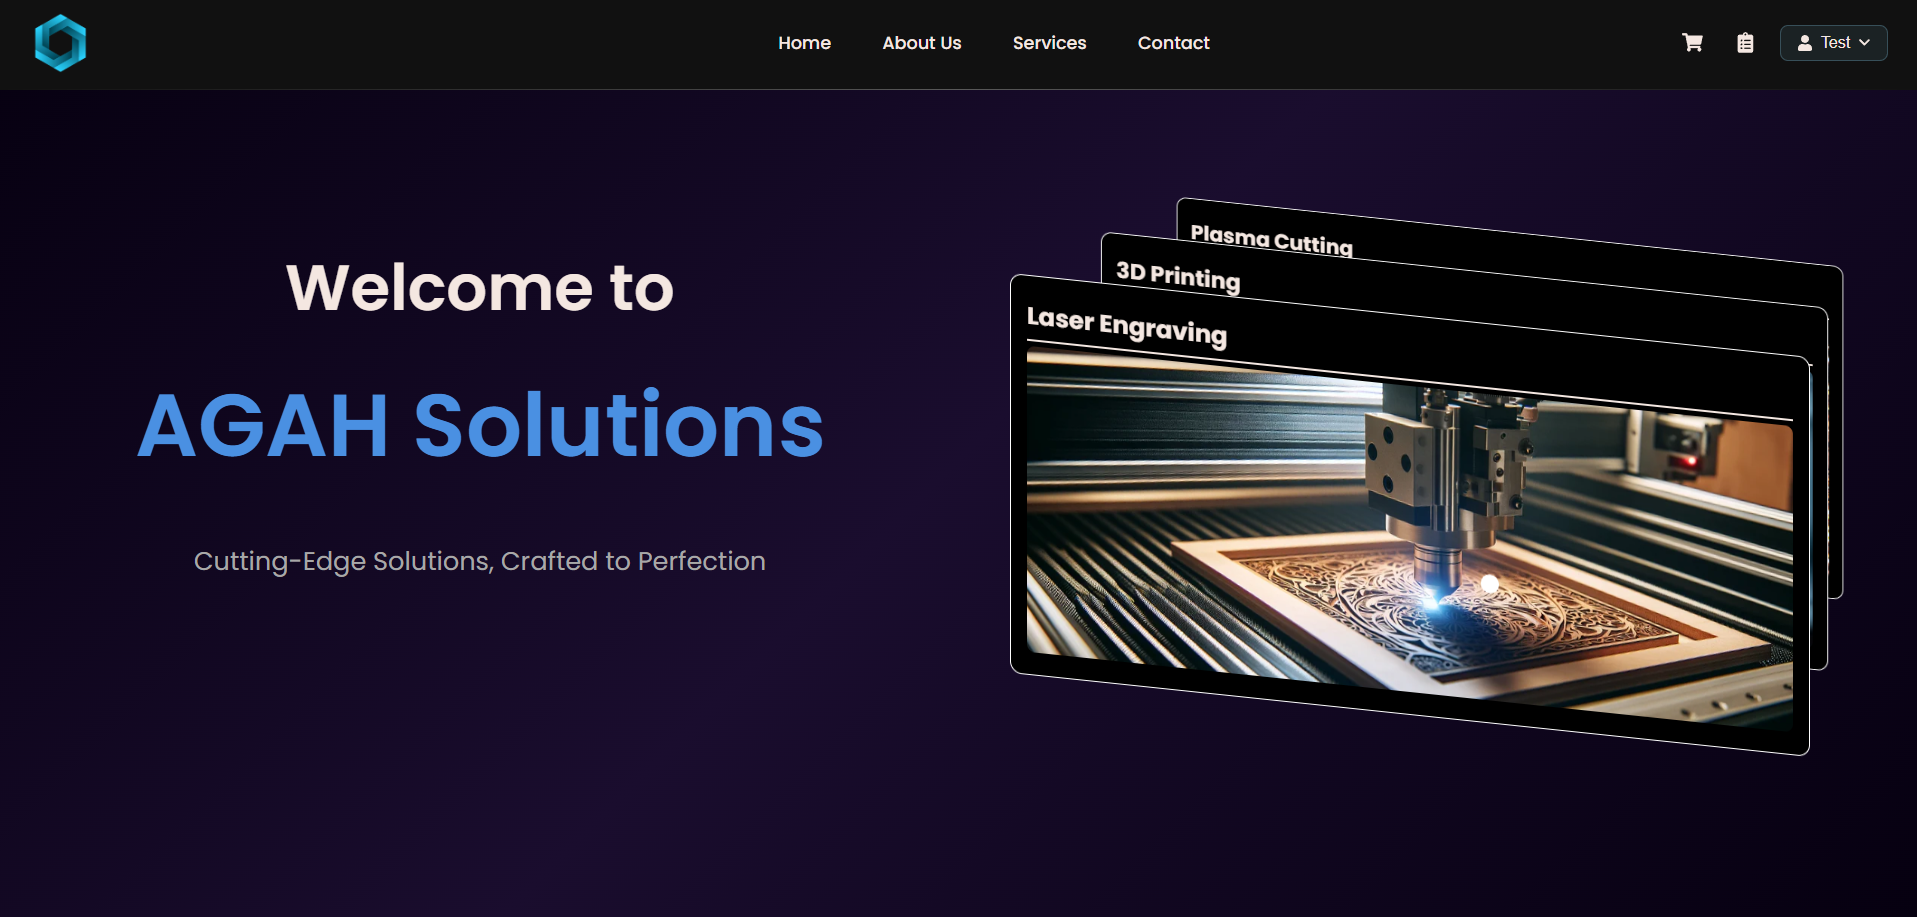 Home
About Us
Services
Contact
Test
Welcome to
AGAH Solutions
Cutting-Edge Solutions, Crafted to Perfection
Plasma Cutting
3D Printing
Laser Engraving